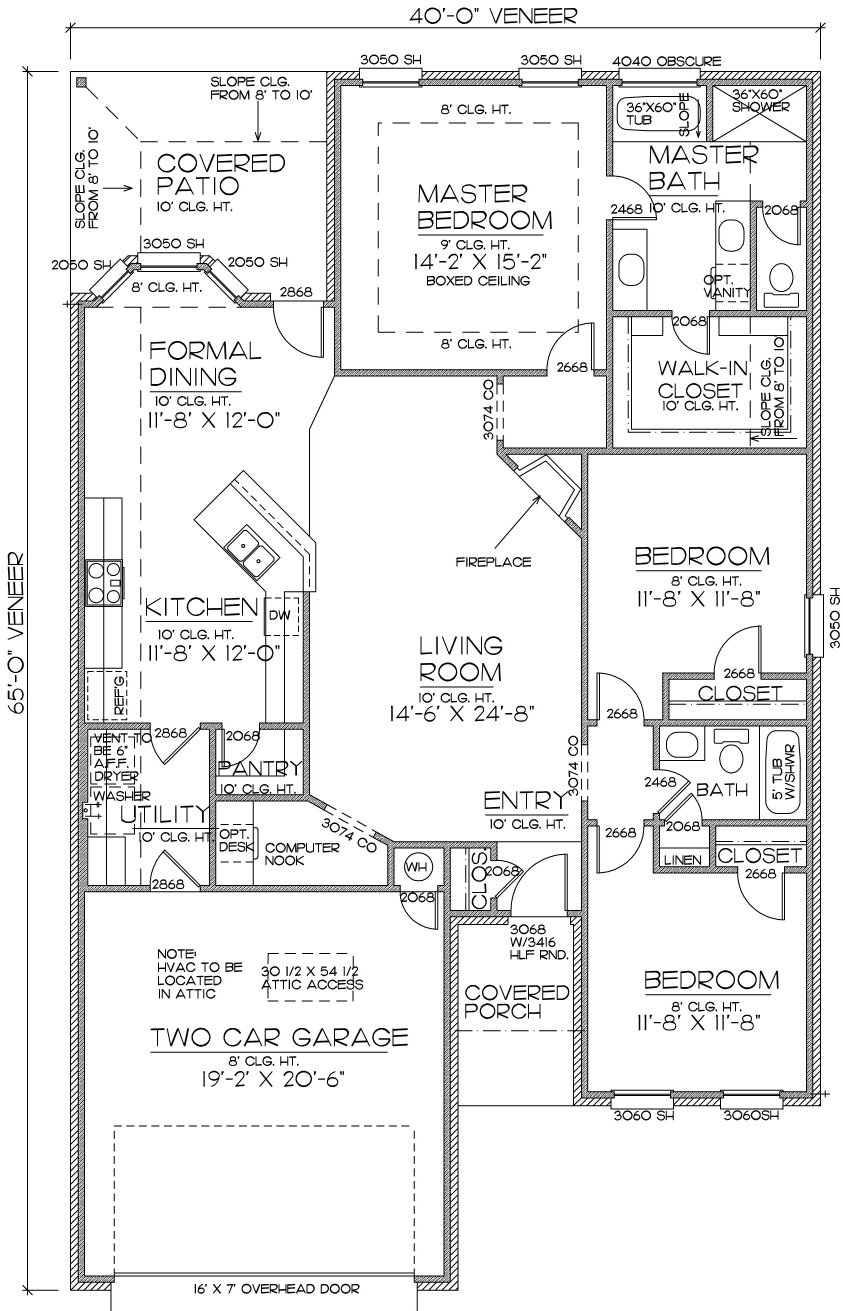 40'-0" VENEER
65'-0" VENEER
3050 SH
3050 SH
4040 OBSCURE
SLOPE CLG.
FROM 8' TO 10'
SLOPE CLG.
FROM 8' TO 10'
COVERED
PATIO
10' CLG. HT.
3050 SH
2050 SH
2050 SH
8' CLG. HT.
2868
8' CLG. HT.
MASTER
BEDROOM
9' CLG. HT.
14'-2" X 15'-2"
BOXED CEILING
8' CLG. HT.
2668
36"X60"
TUB
SLOPE
36"X60"
SHOWER
MASTER
BATH
10' CLG. HT.
2468
2068
OPT.
VANITY
2068
WALK-IN
CLOSET
10' CLG. HT.
SLOPE CLG.
FROM 8' TO 10'
FORMAL
DINING
10' CLG. HT.
11'-8" X 12'-0"
3074 CO
FIREPLACE
BEDROOM
8' CLG. HT.
11'-8" X 11'-8"
3050 SH
2668
CLOSET
2668
KITCHEN
10' CLG. HT.
11'-8" X 12'-0"
DW
REF'G
LIVING
ROOM
10' CLG. HT.
14'-6" X 24'-8"
2868
2068
PANTRY
10' CLG. HT.
VENT TO
BE 6"
A.F.F.
DRYER
WASHER
UTILITY
10' CLG. HT.
2868
OPT.
DESK
COMPUTER
NOOK
3074 CO
3074 CO
ENTRY
10' CLG. HT.
2468
BATH
5' TUB
W/SHWR
2068
LINEN
2668
CLOSET
2668
WH
2068
CLOS.
2068
3068
W/3416
HLF RND.
COVERED
PORCH
NOTE:
HVAC TO BE
LOCATED
IN ATTIC
30 1/2 X 54 1/2
ATTIC ACCESS
TWO CAR GARAGE
8' CLG. HT.
19'-2" X 20'-6"
BEDROOM
8' CLG. HT.
11'-8" X 11'-8"
3060 SH
3060SH
16' X 7' OVERHEAD DOOR